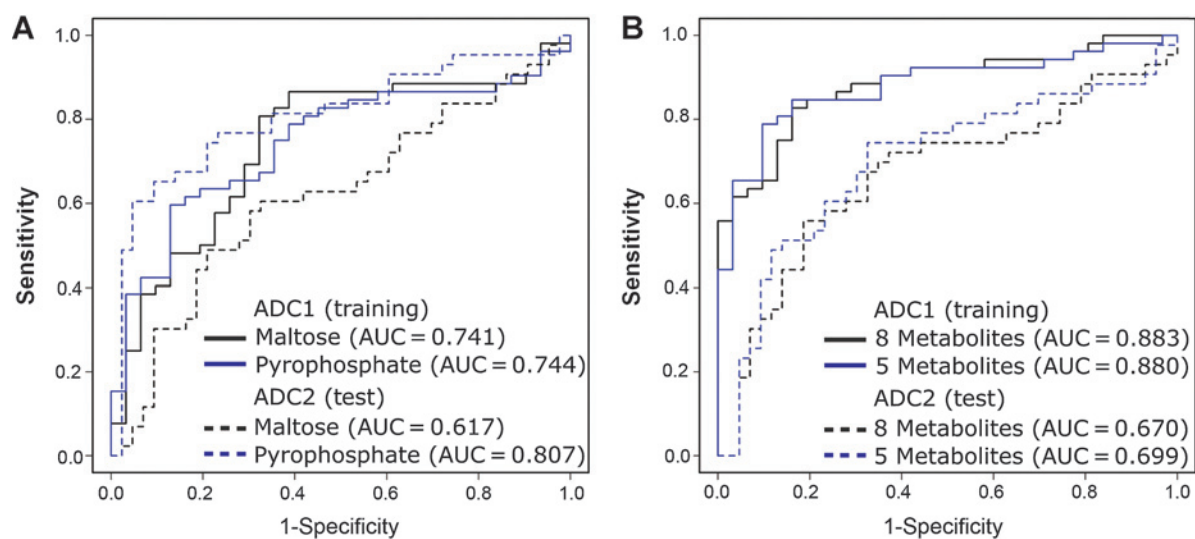 A
Sensitivity
1.0
0.8
0.6
0.4
0.2
0.0
ADC1 (training)
Maltose (AUC = 0.741)
Pyrophosphate (AUC = 0.744)
ADC2 (test)
Maltose (AUC = 0.617)
Pyrophosphate (AUC = 0.807)
0.0 0.2 0.4 0.6 0.8 1.0
1-Specificity
B
Sensitivity
1.0
0.8
0.6
0.4
0.2
0.0
ADC1 (training)
8 Metabolites (AUC = 0.883)
5 Metabolites (AUC = 0.880)
ADC2 (test)
8 Metabolites (AUC = 0.670)
5 Metabolites (AUC = 0.699)
0.0 0.2 0.4 0.6 0.8 1.0
1-Specificity